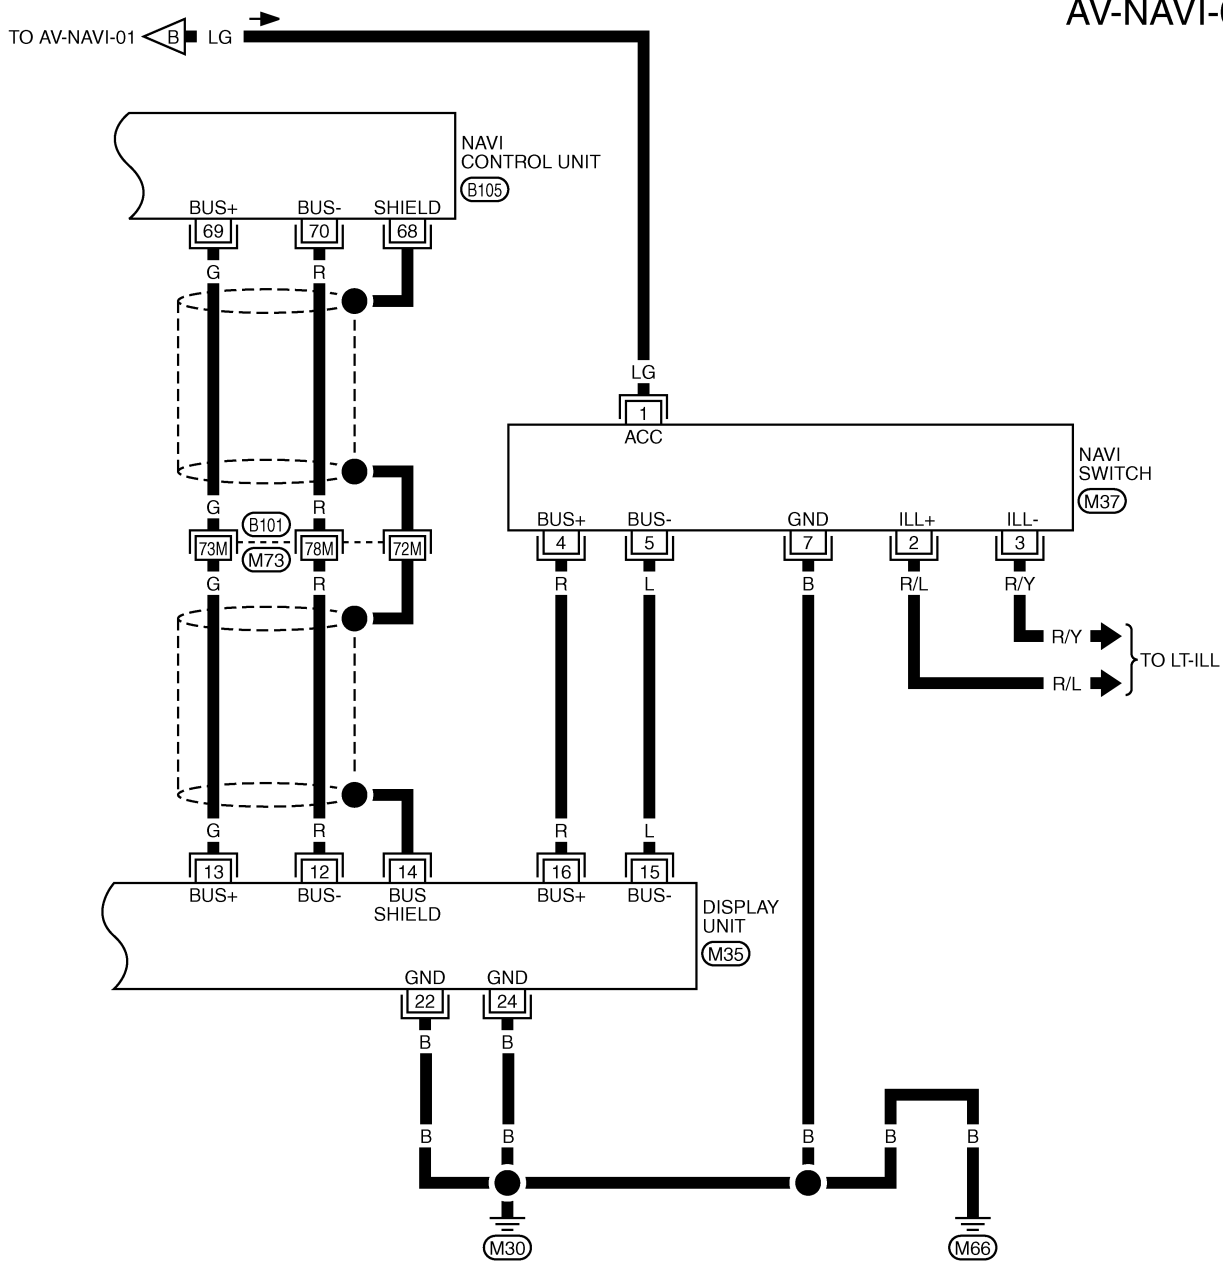 AV-NAVI-
TO AV-NAVI-01 B LG
NAVI
CONTROL UNIT
B105
BUS+ BUS- SHIELD
69 70 68
G R
LG
1
ACC
NAVI
SWITCH
M37
G R B101
73M M73 78M 72M
G R
BUS+ BUS- GND ILL+ ILL-
4 5 7 2 3
R L B R/L R/Y
R/Y
TO LT-ILL
R/L
G R R L
13 12 14 16 15
BUS+ BUS- BUS BUS+ BUS-
SHIELD
DISPLAY
UNIT
M35
GND GND
22 24
B B
B B B B B
M30 M66